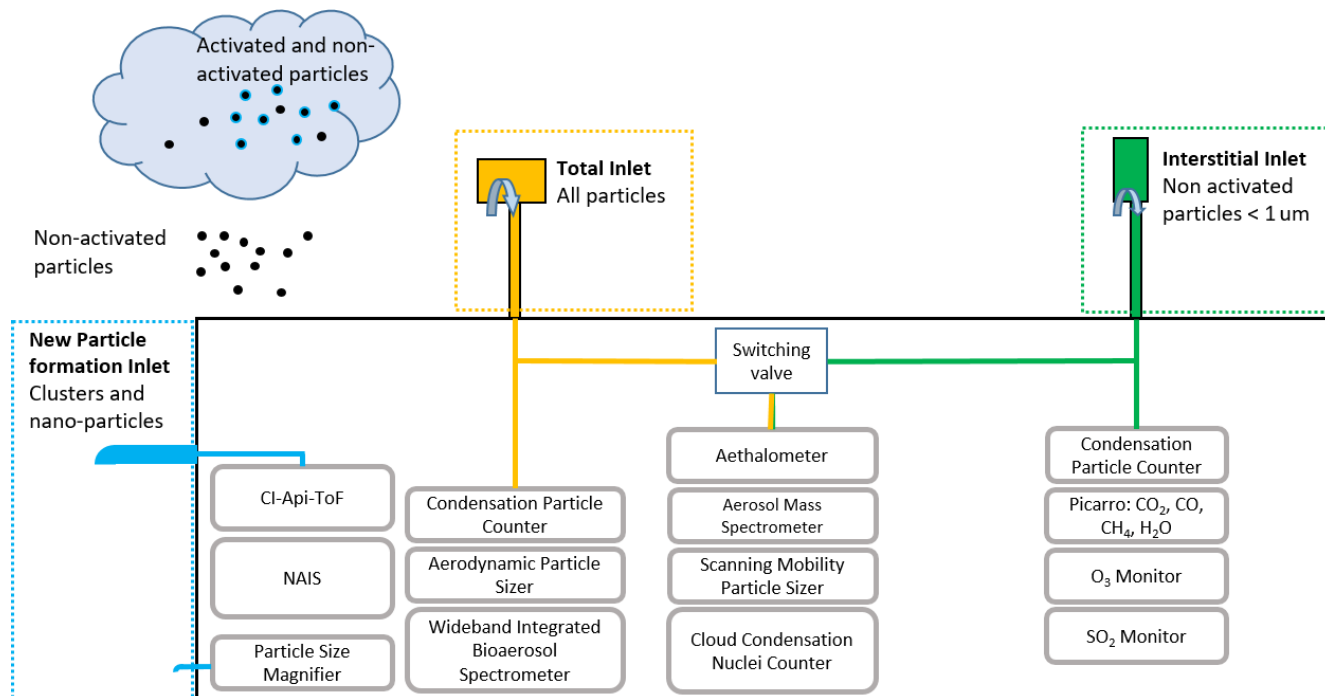 Activated and non-
activated particles
Non-activated
particles
Total Inlet
All particles
Interstitial Inlet
Non activated
particles < 1 um
New Particle
formation Inlet
Clusters and
nano-particles
Switching
valve
CI-Api-ToF
NAIS
Particle Size
Magnifier
Condensation Particle
Counter
Aerodynamic Particle
Sizer
Wideband Integrated
Bioaerosol
Spectrometer
Aethalometer
Aerosol Mass
Spectrometer
Scanning Mobility
Particle Sizer
Cloud Condensation
Nuclei Counter
Condensation
Particle Counter
Picarro: CO₂, CO,
CH₄, H₂O
O₃ Monitor
SO₂ Monitor